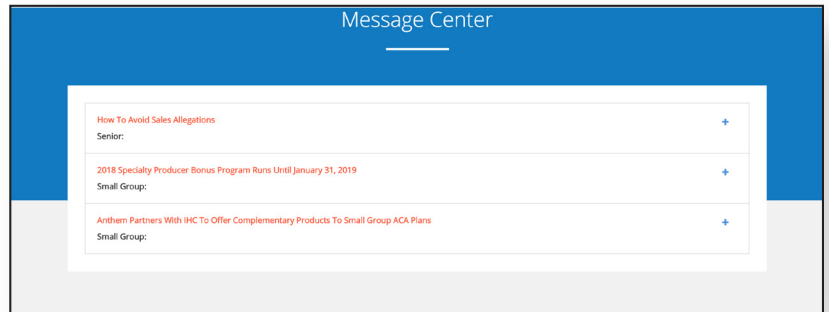 Message Center
How To Avoid Sales Allegations
Senior:
2018 Specialty Producer Bonus Program Runs Until January 31, 2019
Small Group:
Anthem Partners With IHC To Offer Complementary Products To Small Group ACA Plans
Small Group: